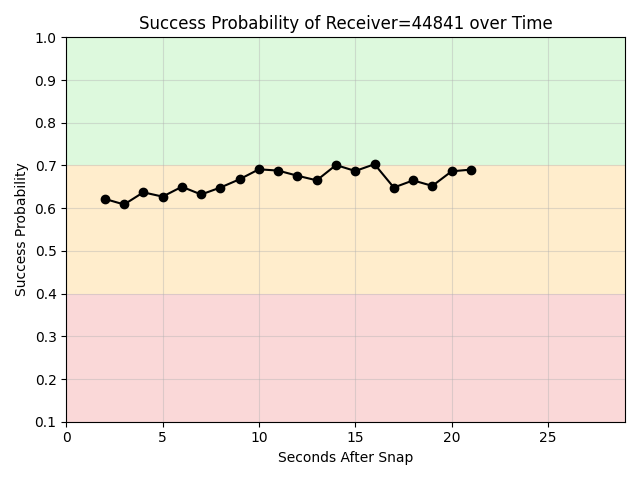 Success Probability of Receiver=44841 over Time
1.0
0.9
0.8
0.7
0.6
0.5
0.4
0.3
0.2
0.1
Success Probability
0 5 10 15 20 25
Seconds After Snap